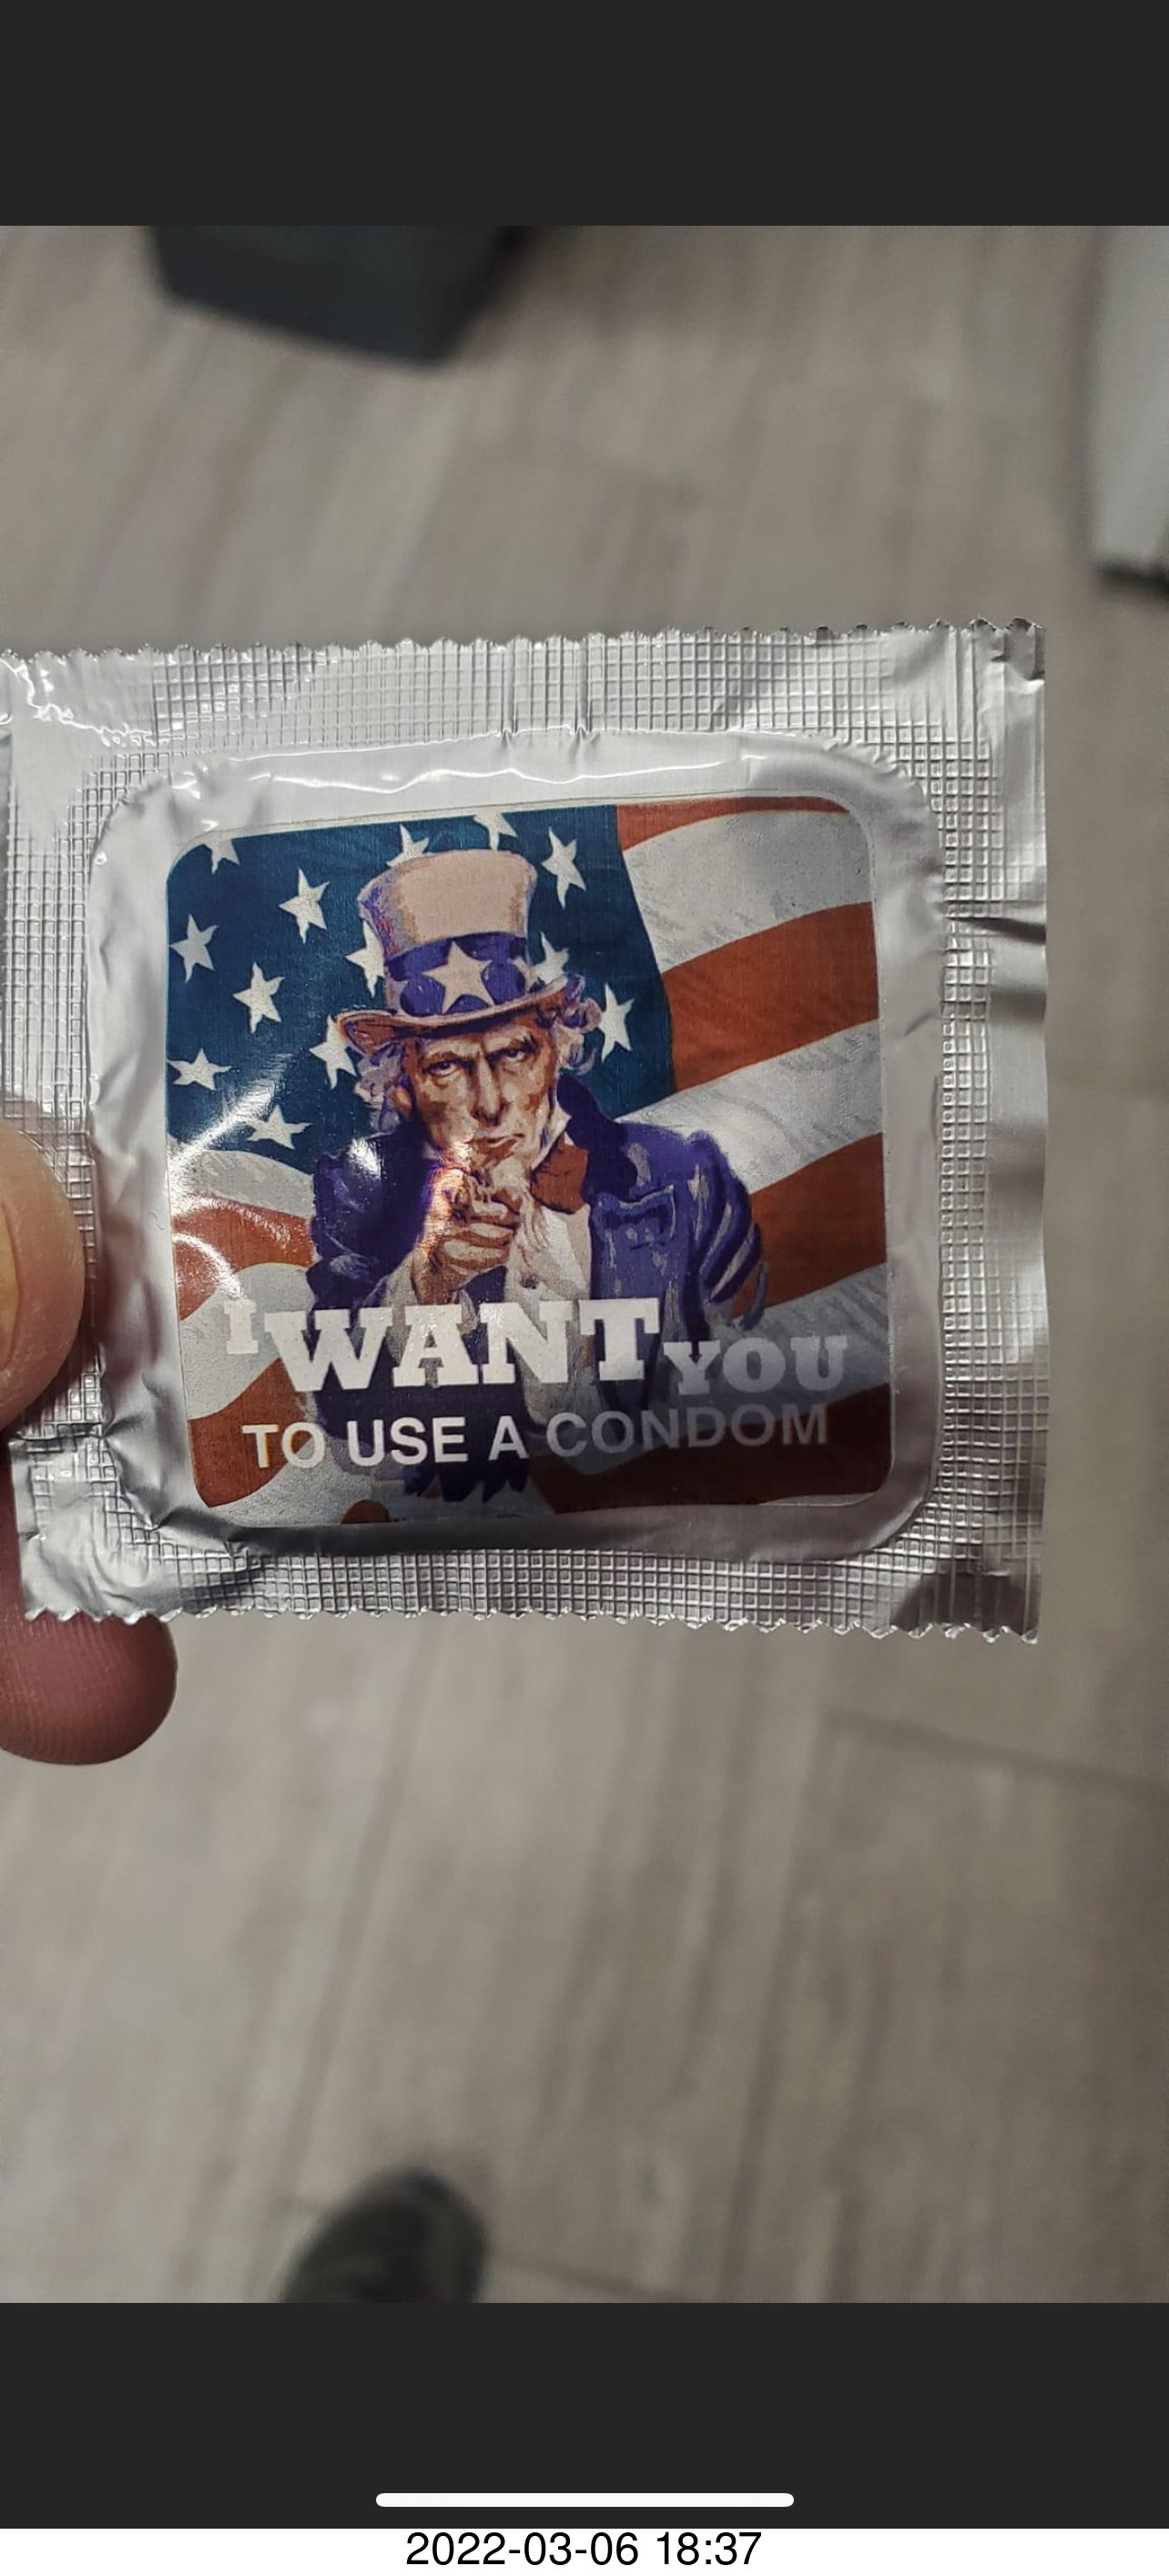 I WANT YOU
TO USE A CONDOM
2022-03-06 18:37